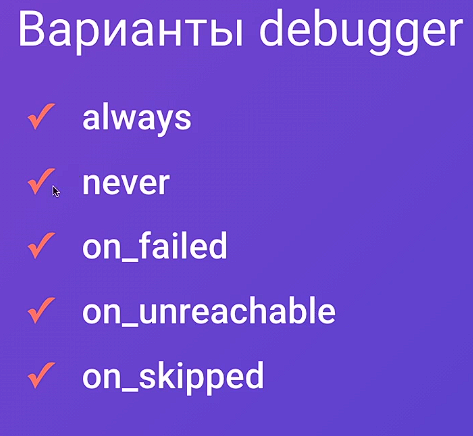 Варианты debugger
always
never
on_failed
on_unreachable
on_skipped